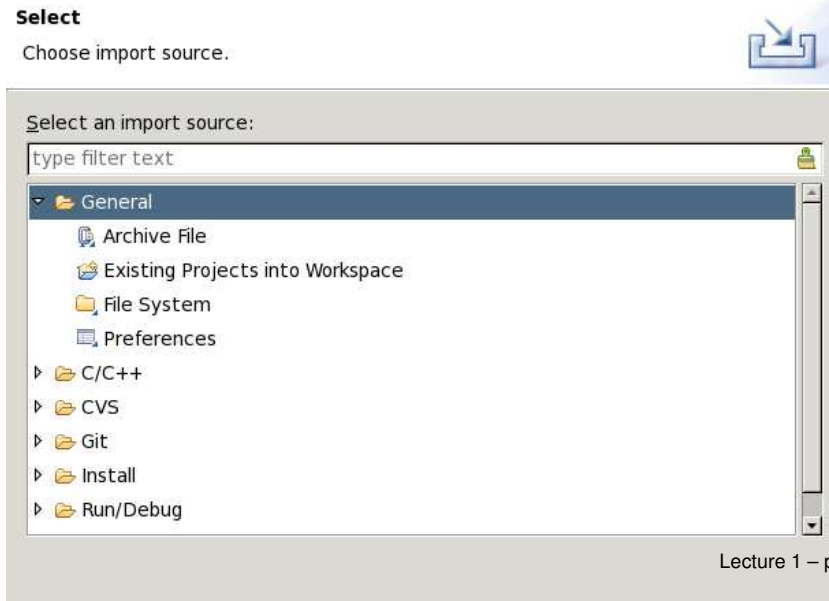 Select
Choose import source.
Select an import source:
type filter text
General
Archive File
Existing Projects into Workspace
File System
Preferences
C/C++
CVS
Git
Install
Run/Debug
Lecture 1 – p